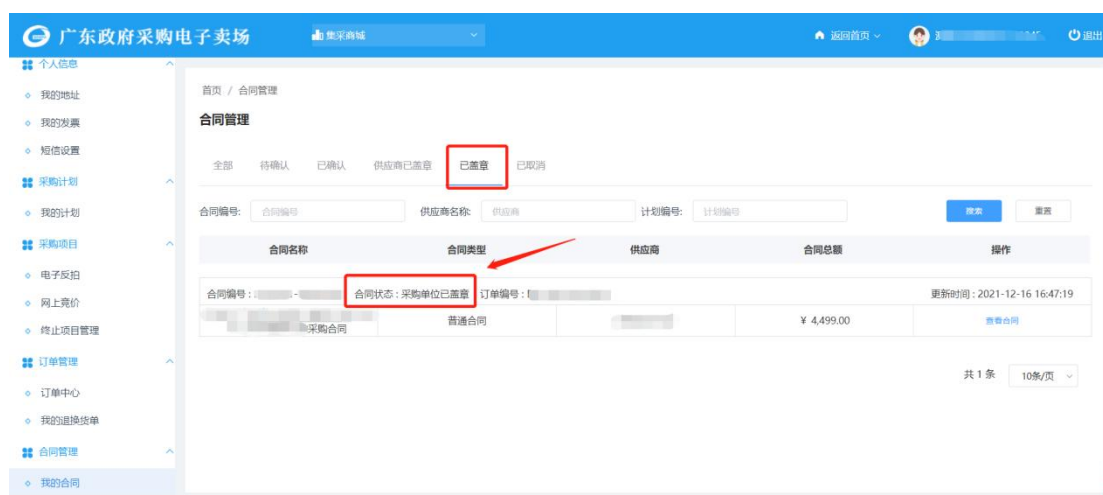 广东政府采购电子卖场
集采商城
返回首页
退出
个人信息
我的地址
我的发票
短信设置
采购计划
我的计划
采购项目
电子反拍
网上竞价
终止项目管理
订单管理
订单中心
我的退换货单
合同管理
我的合同
首页 / 合同管理
合同管理
全部 待确认 已确认 供应商已盖章 已盖章 已取消
合同编号: 合同编号 供应商名称: 供应商 计划编号: 计划编号 搜索 重置
合同名称 合同类型 供应商 合同总额 操作
合同编号: 合同状态:采购单位已盖章 订单编号: 更新时间:2021-12-16 16:47:19
采购合同 普通合同 ¥ 4,499.00 查看合同
共 1 条 10条/页